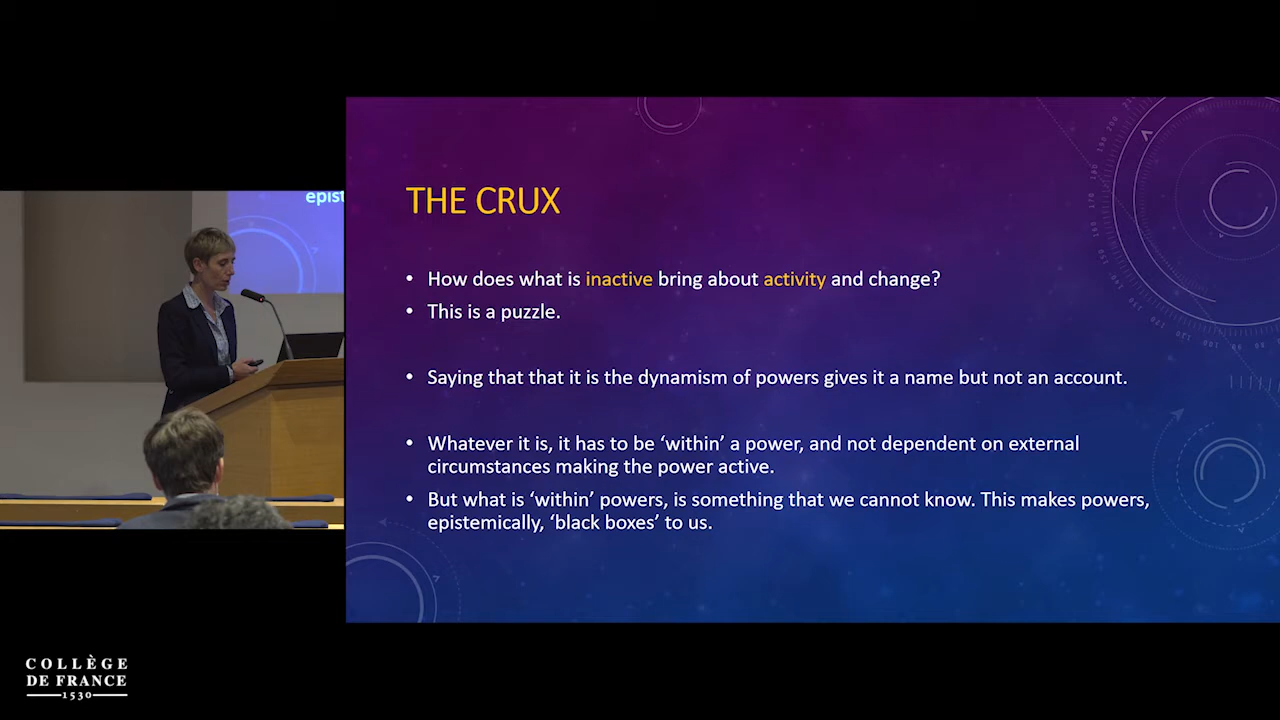 epist
THE CRUX
• How does what is inactive bring about activity and change?
• This is a puzzle.
• Saying that that it is the dynamism of powers gives it a name but not an account.
• Whatever it is, it has to be ‘within’ a power, and not dependent on external
circumstances making the power active.
• But what is ‘within’ powers, is something that we cannot know. This makes powers,
epistemically, ‘black boxes’ to us.
COLLÈGE
DE FRANCE
1530